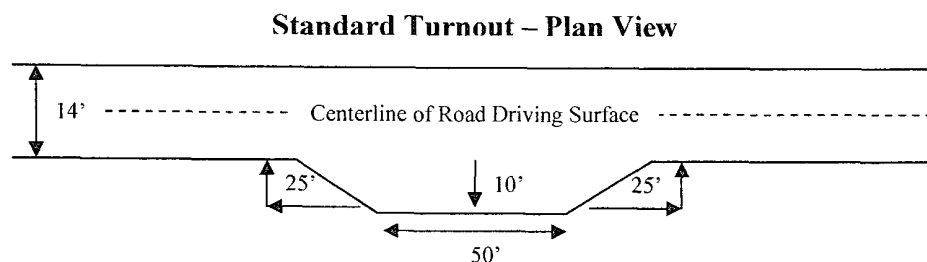 Standard Turnout – Plan View
14’
Centerline of Road Driving Surface
25’
10’
25’
50’